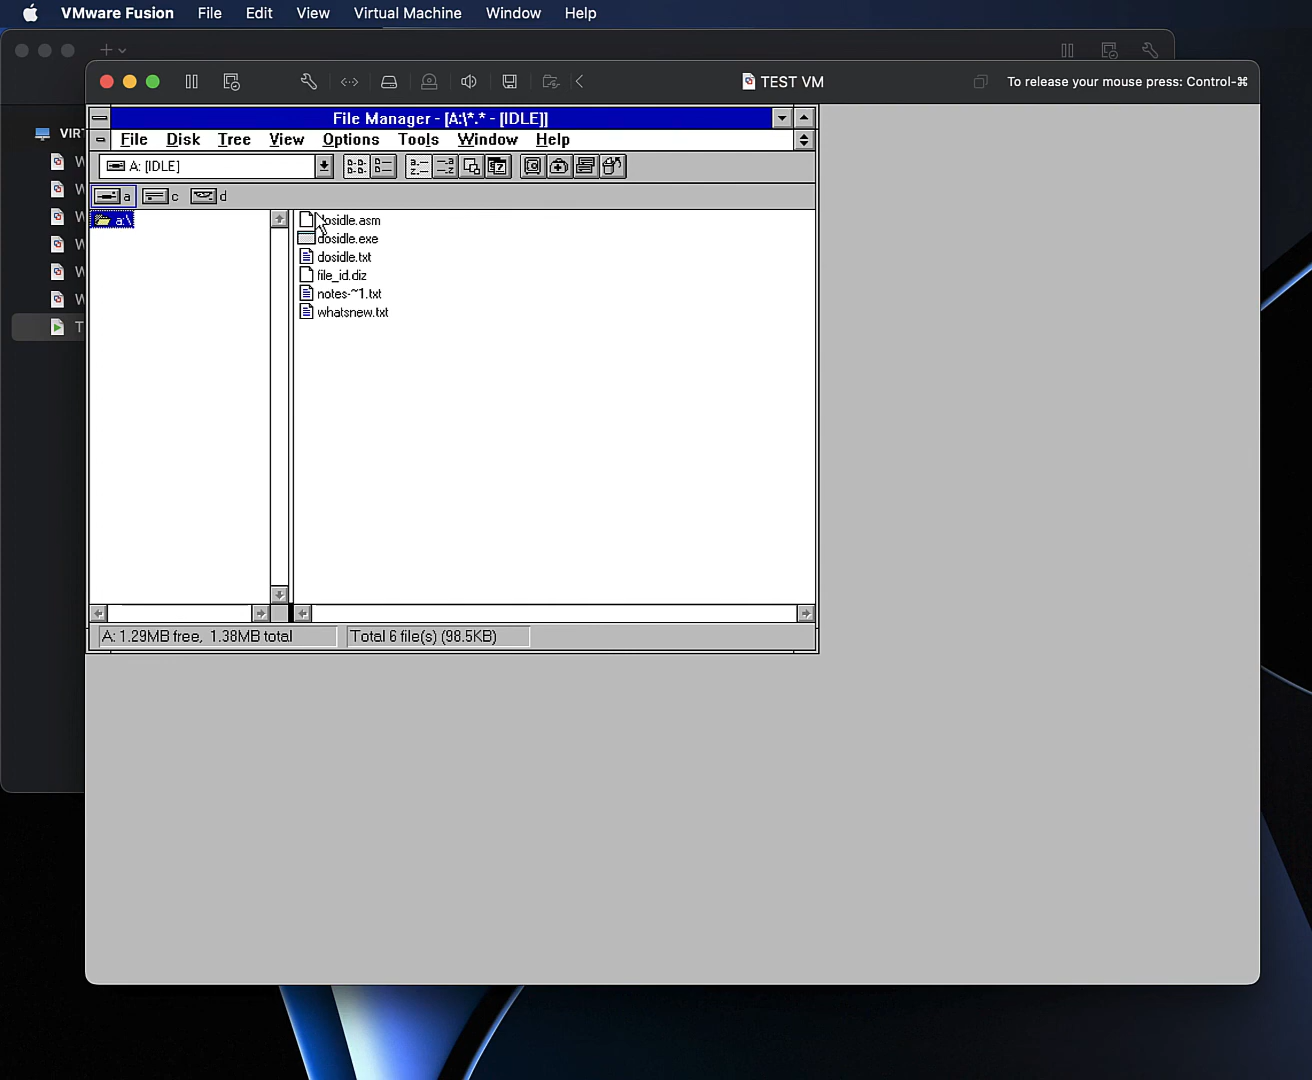 VMware Fusion File Edit View Virtual Machine Window Help
TEST VM
To release your mouse press: Control-⌘
VIR
W
W
W
W
W
W
T
File Manager - [A:\*.* - [IDLE]]
File Disk Tree View Options Tools Window Help
A: [IDLE]
a c d
a:\
dosidle.asm
dosidle.exe
dosidle.txt
file_id.diz
notes-~1.txt
whatsnew.txt
A: 1.29MB free, 1.38MB total
Total 6 file(s) (98.5KB)